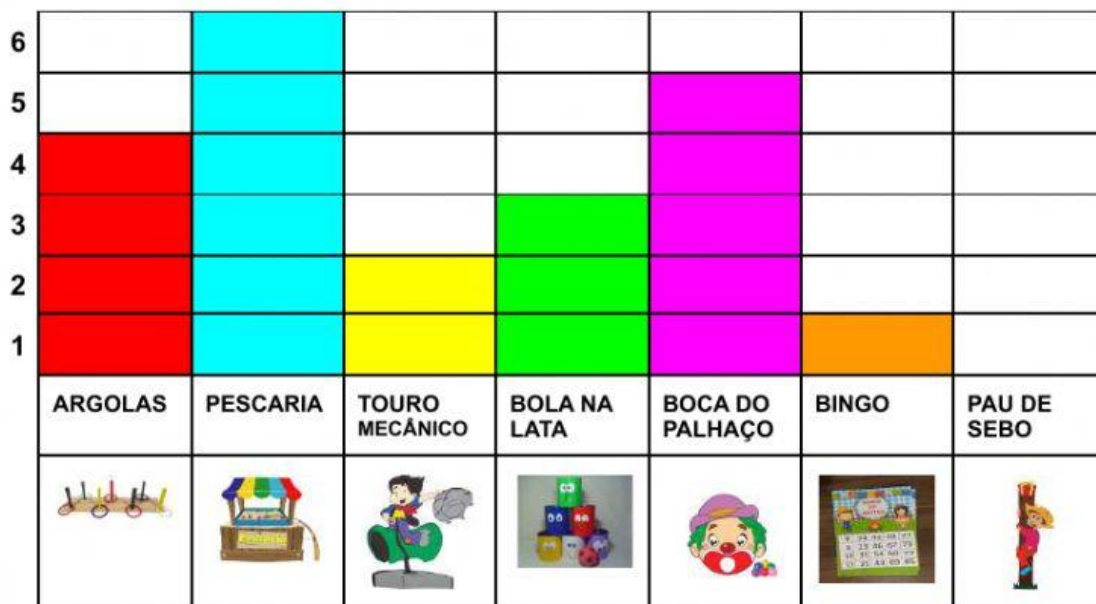 6
5
4
3
2
1
ARGOLAS
PESCARIA
TOURO
MECÂNICO
BOLA NA
LATA
BOCA DO
PALHAÇO
BINGO
PAU DE
SEBO